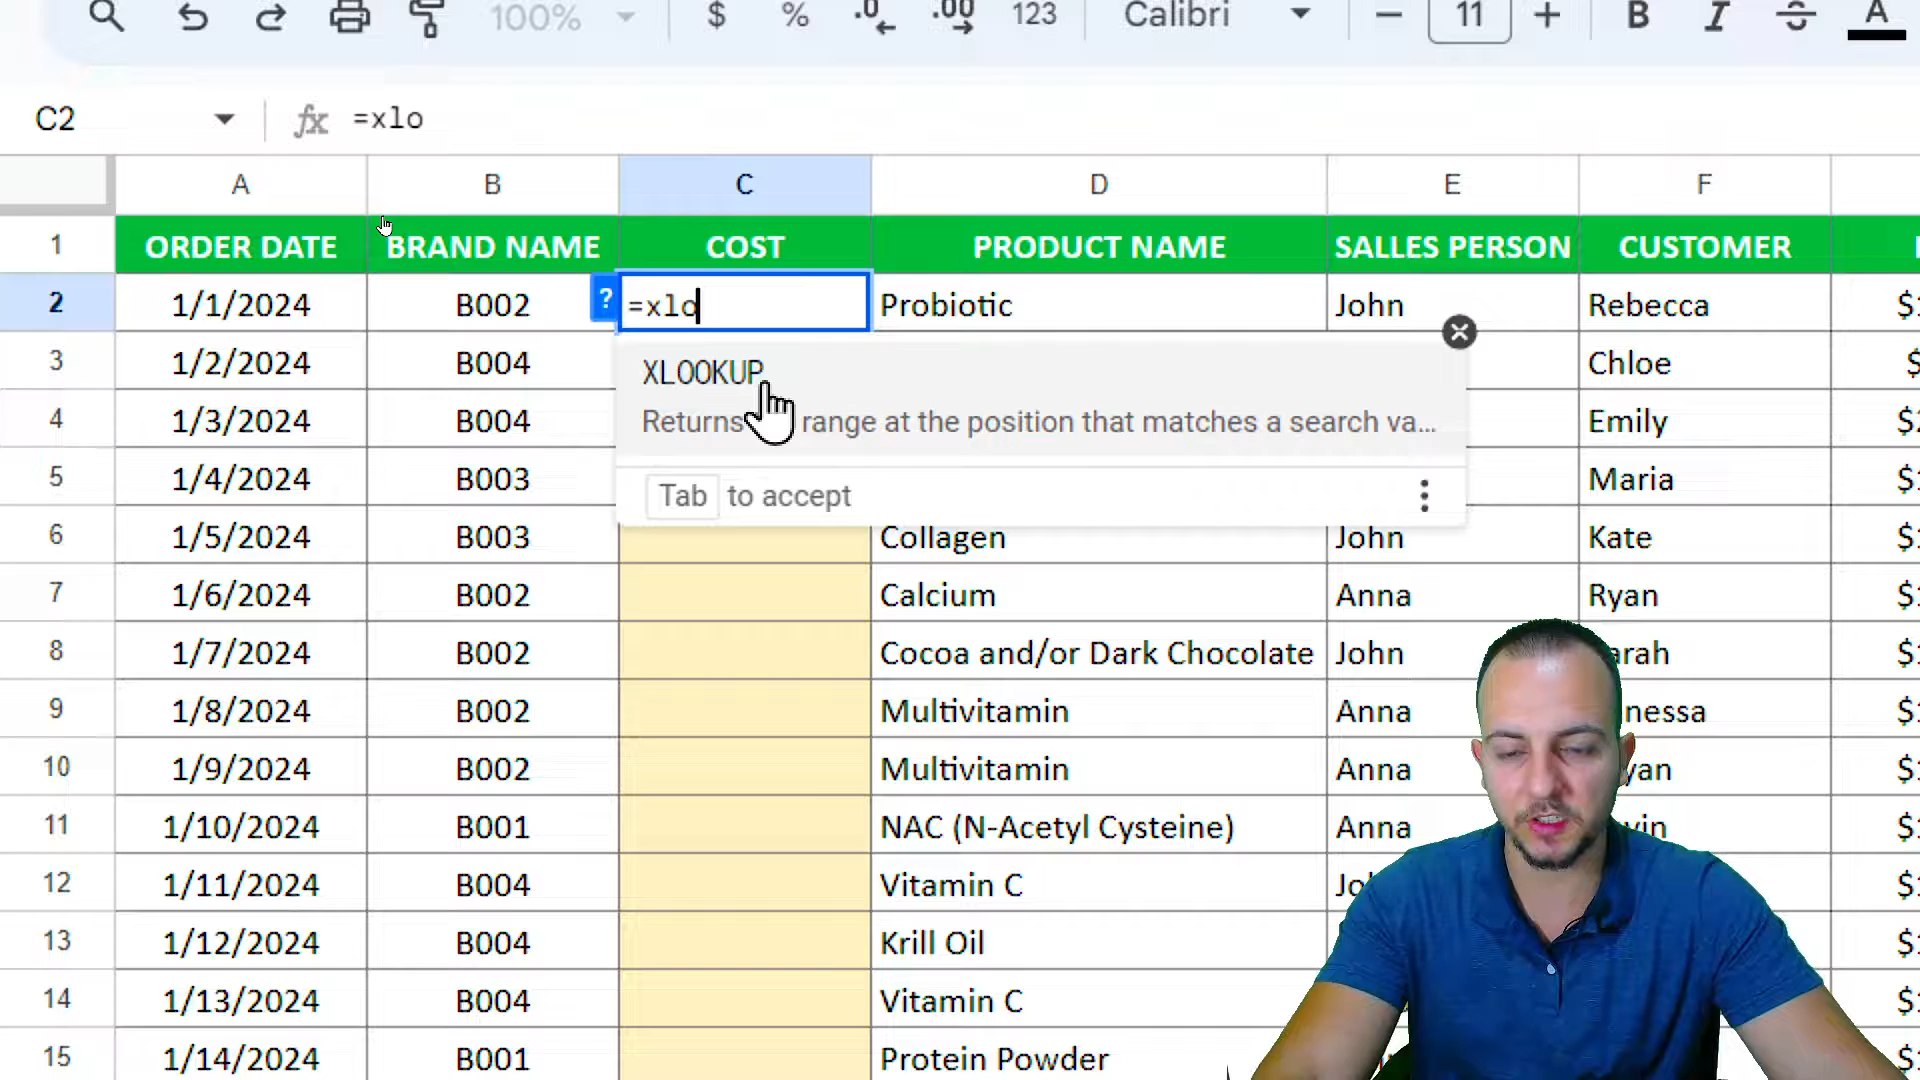 100% $ % .0 .00 123 Calibri 11 B I S A
C2 fx =xlo
A B C D E F
1 ORDER DATE BRAND NAME COST PRODUCT NAME SALLES PERSON CUSTOMER
2 1/1/2024 B002 ? =xlo Probiotic John Rebecca
3 1/2/2024 B004 Chloe
XLOOKUP
4 1/3/2024 B004 Emily
Returns range at the position that matches a search va...
5 1/4/2024 B003 Maria
Tab to accept
6 1/5/2024 B003 Collagen John Kate
7 1/6/2024 B002 Calcium Anna Ryan
8 1/7/2024 B002 Cocoa and/or Dark Chocolate John arah
9 1/8/2024 B002 Multivitamin Anna nessa
10 1/9/2024 B002 Multivitamin Anna yan
11 1/10/2024 B001 NAC (N-Acetyl Cysteine) Anna vin
12 1/11/2024 B004 Vitamin C Jo
13 1/12/2024 B004 Krill Oil
14 1/13/2024 B004 Vitamin C
15 1/14/2024 B001 Protein Powder